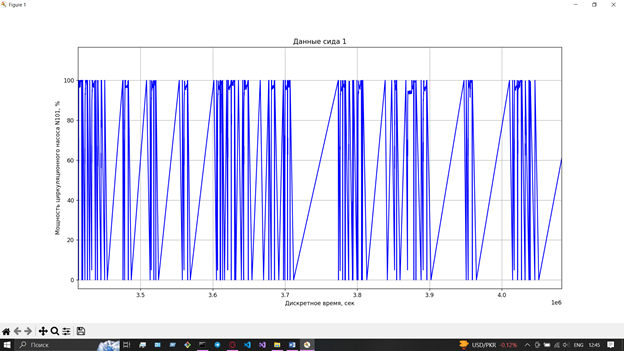 Figure 1
Данные сида 1
Мощность циркуляционного насоса N101, %
100
80
60
40
20
0
3.5
3.6
3.7
3.8
3.9
4.0
1e6
Дискретное время, сек
Поиск
USD/PKR -0.12%
ENG
12:45